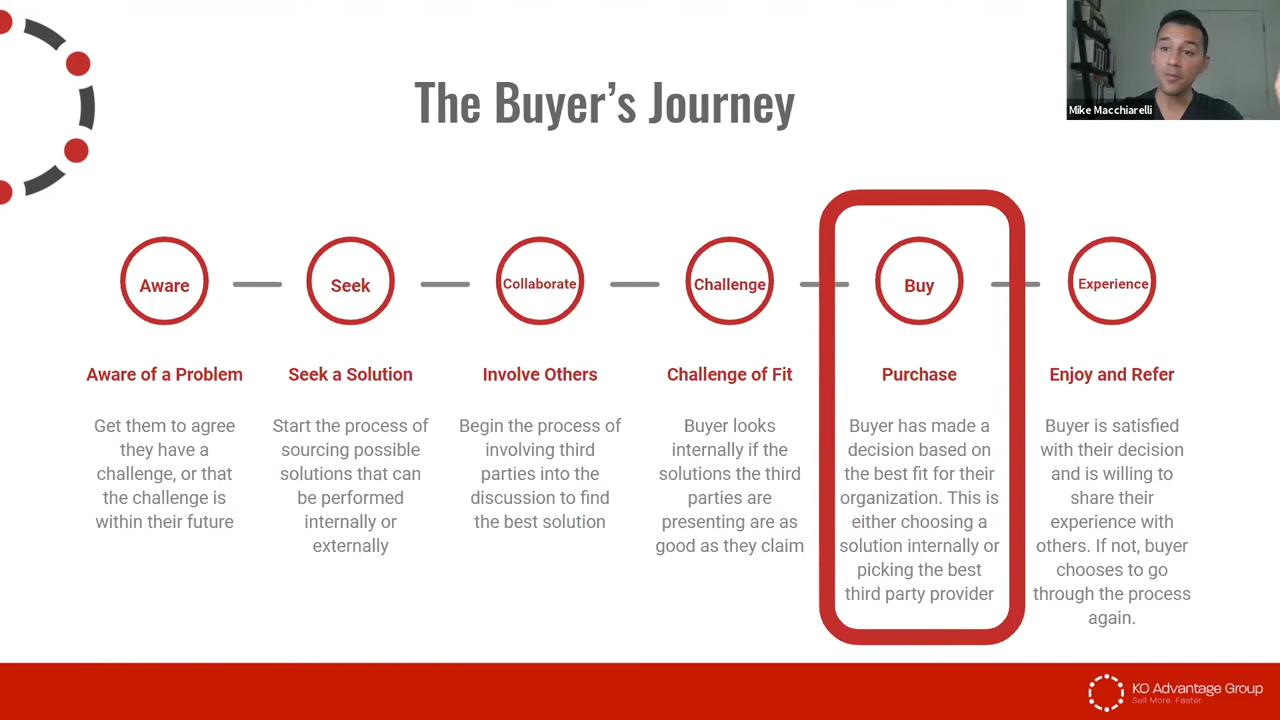 Mike Macchiarelli
The Buyer's Journey
Aware
Seek
Collaborate
Challenge
Buy
Experience
Aware of a Problem
Get them to agree
they have a
challenge, or that
the challenge is
within their future
Seek a Solution
Start the process of
sourcing possible
solutions that can
be performed
internally or
externally
Involve Others
Begin the process of
involving third
parties into the
discussion to find
the best solution
Challenge of Fit
Buyer looks
internally if the
solutions the third
parties are
presenting are as
good as they claim
Purchase
Buyer has made a
decision based on
the best fit for their
organization. This is
either choosing a
solution internally or
picking the best
third party provider
Enjoy and Refer
Buyer is satisfied
with their decision
and is willing to
share their
experience with
others. If not, buyer
chooses to go
through the process
again.
KO Advantage Group
Sell More. Faster.